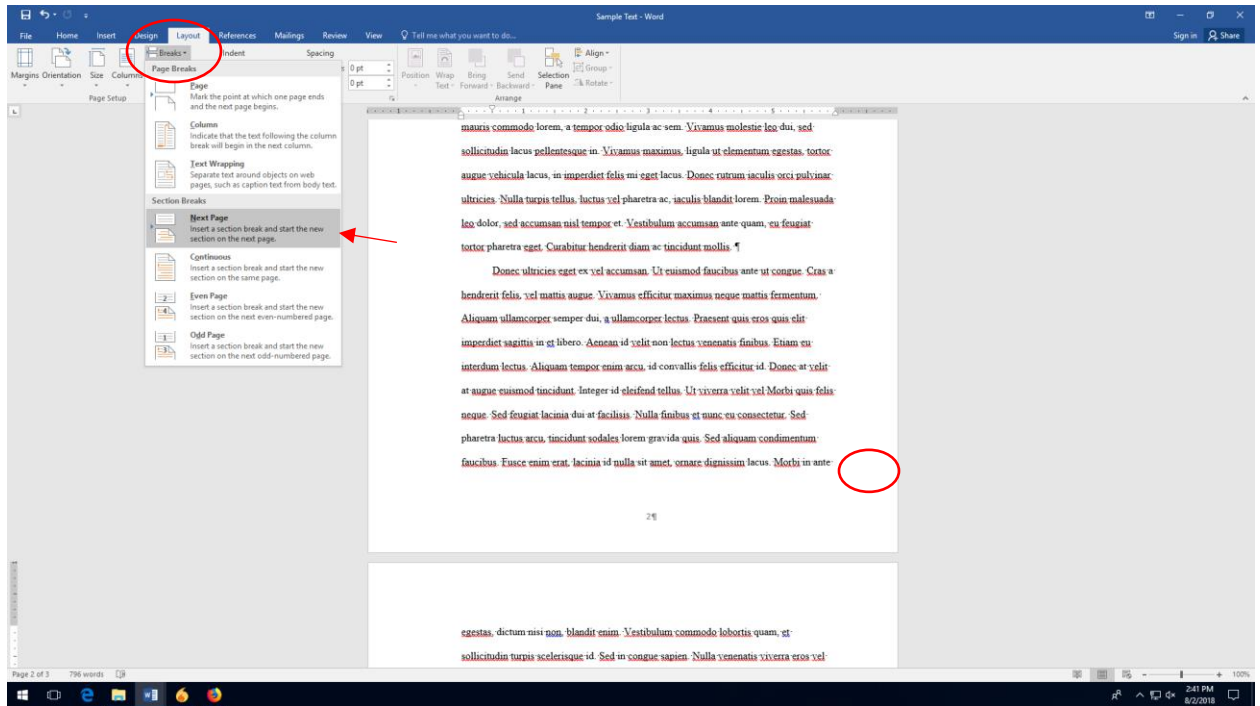 Sample Text - Word
File Home Insert Design Layout References Mailings Review View Tell me what you want to do... Sign in Share
Breaks Indent Spacing Align
Margins Orientation Size Columns Position Wrap Bring Send Selection Group
Text Forward Backward Pane Rotate
0 pt
0 pt
Page Setup Arrange
Page Breaks
Page
Mark the point at which one page ends
and the next page begins.
Column
Indicate that the text following the column
break will begin in the next column.
Text Wrapping
Separate text around objects on web
pages, such as caption text from body text.
Section Breaks
Next Page
Insert a section break and start the new
section on the next page.
Continuous
Insert a section break and start the new
section on the same page.
Even Page
Insert a section break and start the new
section on the next even-numbered page.
Odd Page
Insert a section break and start the new
section on the next odd-numbered page.
mauris commodo lorem, a tempor odio ligula ac sem. Vivamus molestie leo dui, sed
sollicitudin lacus pellentesque in. Vivamus maximus, ligula ut elementum egestas, tortor
augue vehicula lacus, in imperdiet felis mi eget lacus. Donec rutrum iaculis orci pulvinar
ultricies. Nulla turpis tellus, luctus vel pharetra ac, iaculis blandit lorem. Proin malesuada
leo dolor, sed accumsan nisl tempor et. Vestibulum accumsan ante quam, eu feugiat
tortor pharetra eget. Curabitur hendrerit diam ac tincidunt mollis. ¶
Donec ultricies eget ex vel accumsan. Ut euismod faucibus ante ut congue. Cras a
hendrerit felis, vel mattis augue. Vivamus efficitur maximus neque mattis fermentum.
Aliquam ullamcorper semper dui, a ullamcorper lectus. Praesent quis eros quis elit
imperdiet sagittis in et libero. Aenean id velit non lectus venenatis finibus. Etiam eu
interdum lectus. Aliquam tempor enim arcu, id convallis felis efficitur id. Donec at velit
at augue euismod tincidunt. Integer id eleifend tellus. Ut viverra velit vel Morbi quis felis
neque. Sed feugiat lacinia dui at facilisis. Nulla finibus et nunc eu consectetur. Sed
pharetra luctus arcu, tincidunt sodales lorem gravida quis. Sed aliquam condimentum
faucibus. Fusce enim erat, lacinia id nulla sit amet, ornare dignissim lacus. Morbi in ante
2¶
egestas, dictum nisi non, blandit enim. Vestibulum commodo lobortis quam, et
sollicitudin turpis scelerisque id. Sed in congue sapien. Nulla venenatis viverra eros vel
Page 2 of 3 796 words 100%
2:41 PM
8/2/2018